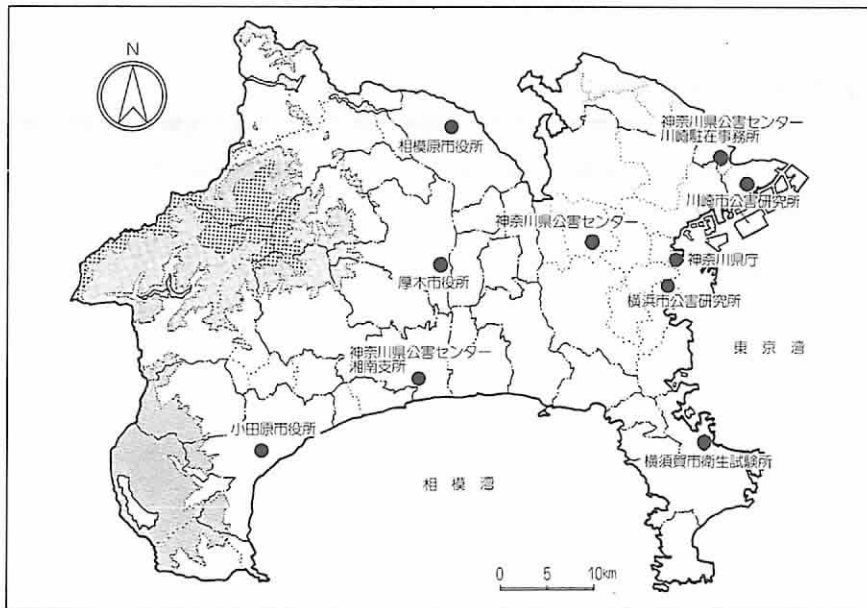 N
相模原市役所
神奈川県公害センター
川崎駐在事務所
川崎市公害研究所
神奈川県公害センター
神奈川県庁
厚木市役所
横浜市公害研究所
東京湾
神奈川県公害センター
湘南支所
小田原市役所
横須賀市衛生試験所
相模湾
0 5 10km